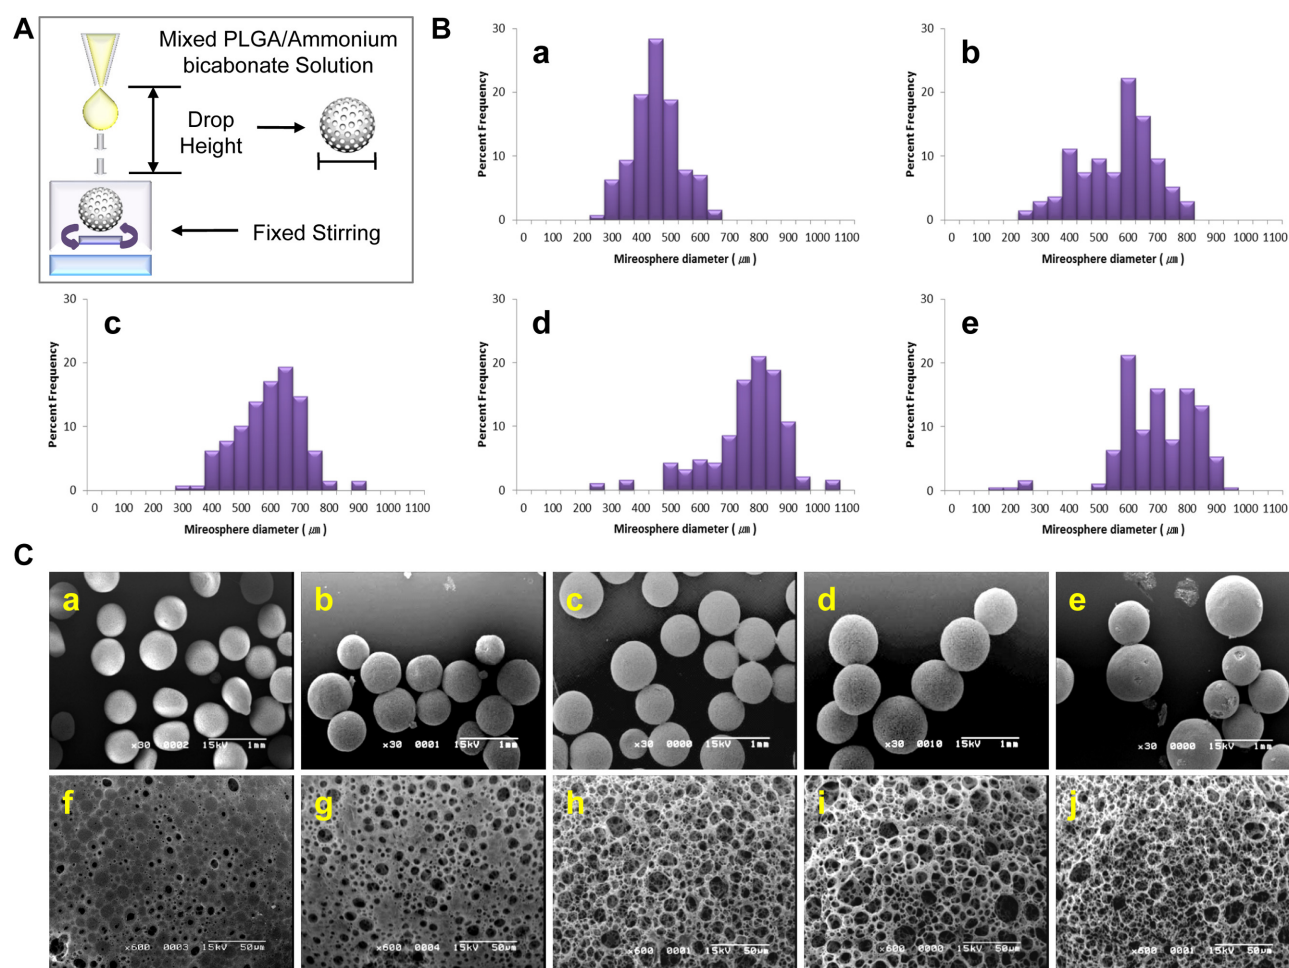 A
Mixed PLGA/Ammonium
bicabonate Solution
Drop
Height
Fixed Stirring
B
a
Percent Frequency
30
20
10
0
0 100 200 300 400 500 600 700 800 900 1000 1100
Mireosphere diameter ( ㎛ )
b
Percent Frequency
30
20
10
0
0 100 200 300 400 500 600 700 800 900 1000 1100
Mireosphere diameter ( ㎛ )
c
Percent Frequency
30
20
10
0
0 100 200 300 400 500 600 700 800 900 1000 1100
Mireosphere diameter ( ㎛ )
d
Percent Frequency
30
20
10
0
0 100 200 300 400 500 600 700 800 900 1000 1100
Mireosphere diameter ( ㎛ )
e
Percent Frequency
30
20
10
0
0 100 200 300 400 500 600 700 800 900 1000 1100
Mireosphere diameter ( ㎛ )
C
a
x30 0002 15kV 1mm
b
x30 0001 15kV 1mm
c
x30 0000 15kV 1mm
d
x30 0010 15kV 1mm
e
x30 0000 15kV 1mm
f
x600 0003 15kV 50μm
g
x600 0004 15kV 50μm
h
x600 0001 15kV 50μm
i
x600 0000 15kV 50μm
j
x600 0001 15kV 50μm